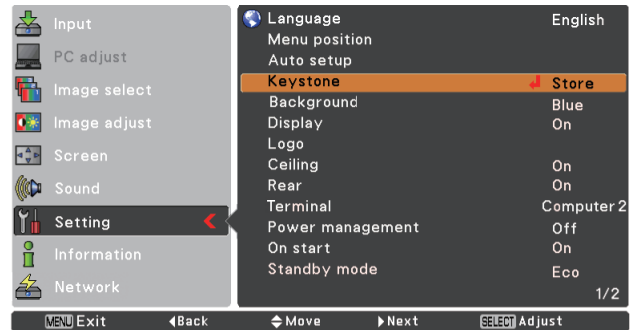 Input
PC adjust
Image select
Image adjust
Screen
Sound
Setting
Information
Network
Language English
Menu position
Auto setup
Keystone Store
Background Blue
Display On
Logo
Ceiling On
Rear On
Terminal Computer 2
Power management Off
On start On
Standby mode Eco
1/2
MENU Exit ◀Back Move ▶Next SELECT Adjust